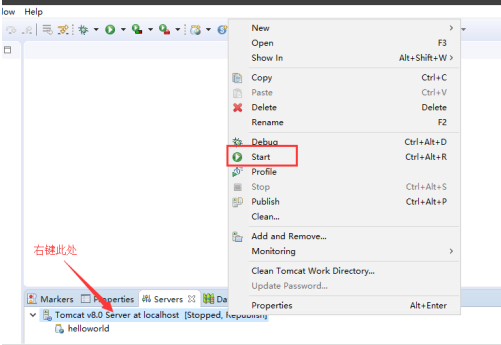 low Help
New
Open F3
Show In Alt+Shift+W
Copy Ctrl+C
Paste Ctrl+V
Delete Delete
Rename F2
Debug Ctrl+Alt+D
Start Ctrl+Alt+R
Profile
Stop Ctrl+Alt+S
Publish Ctrl+Alt+P
Clean...
Add and Remove...
Monitoring
Clean Tomcat Work Directory...
Update Password...
Properties Alt+Enter
右键此处
Markers Properties Servers Da
Tomcat v8.0 Server at localhost [Stopped, Republish]
helloworld